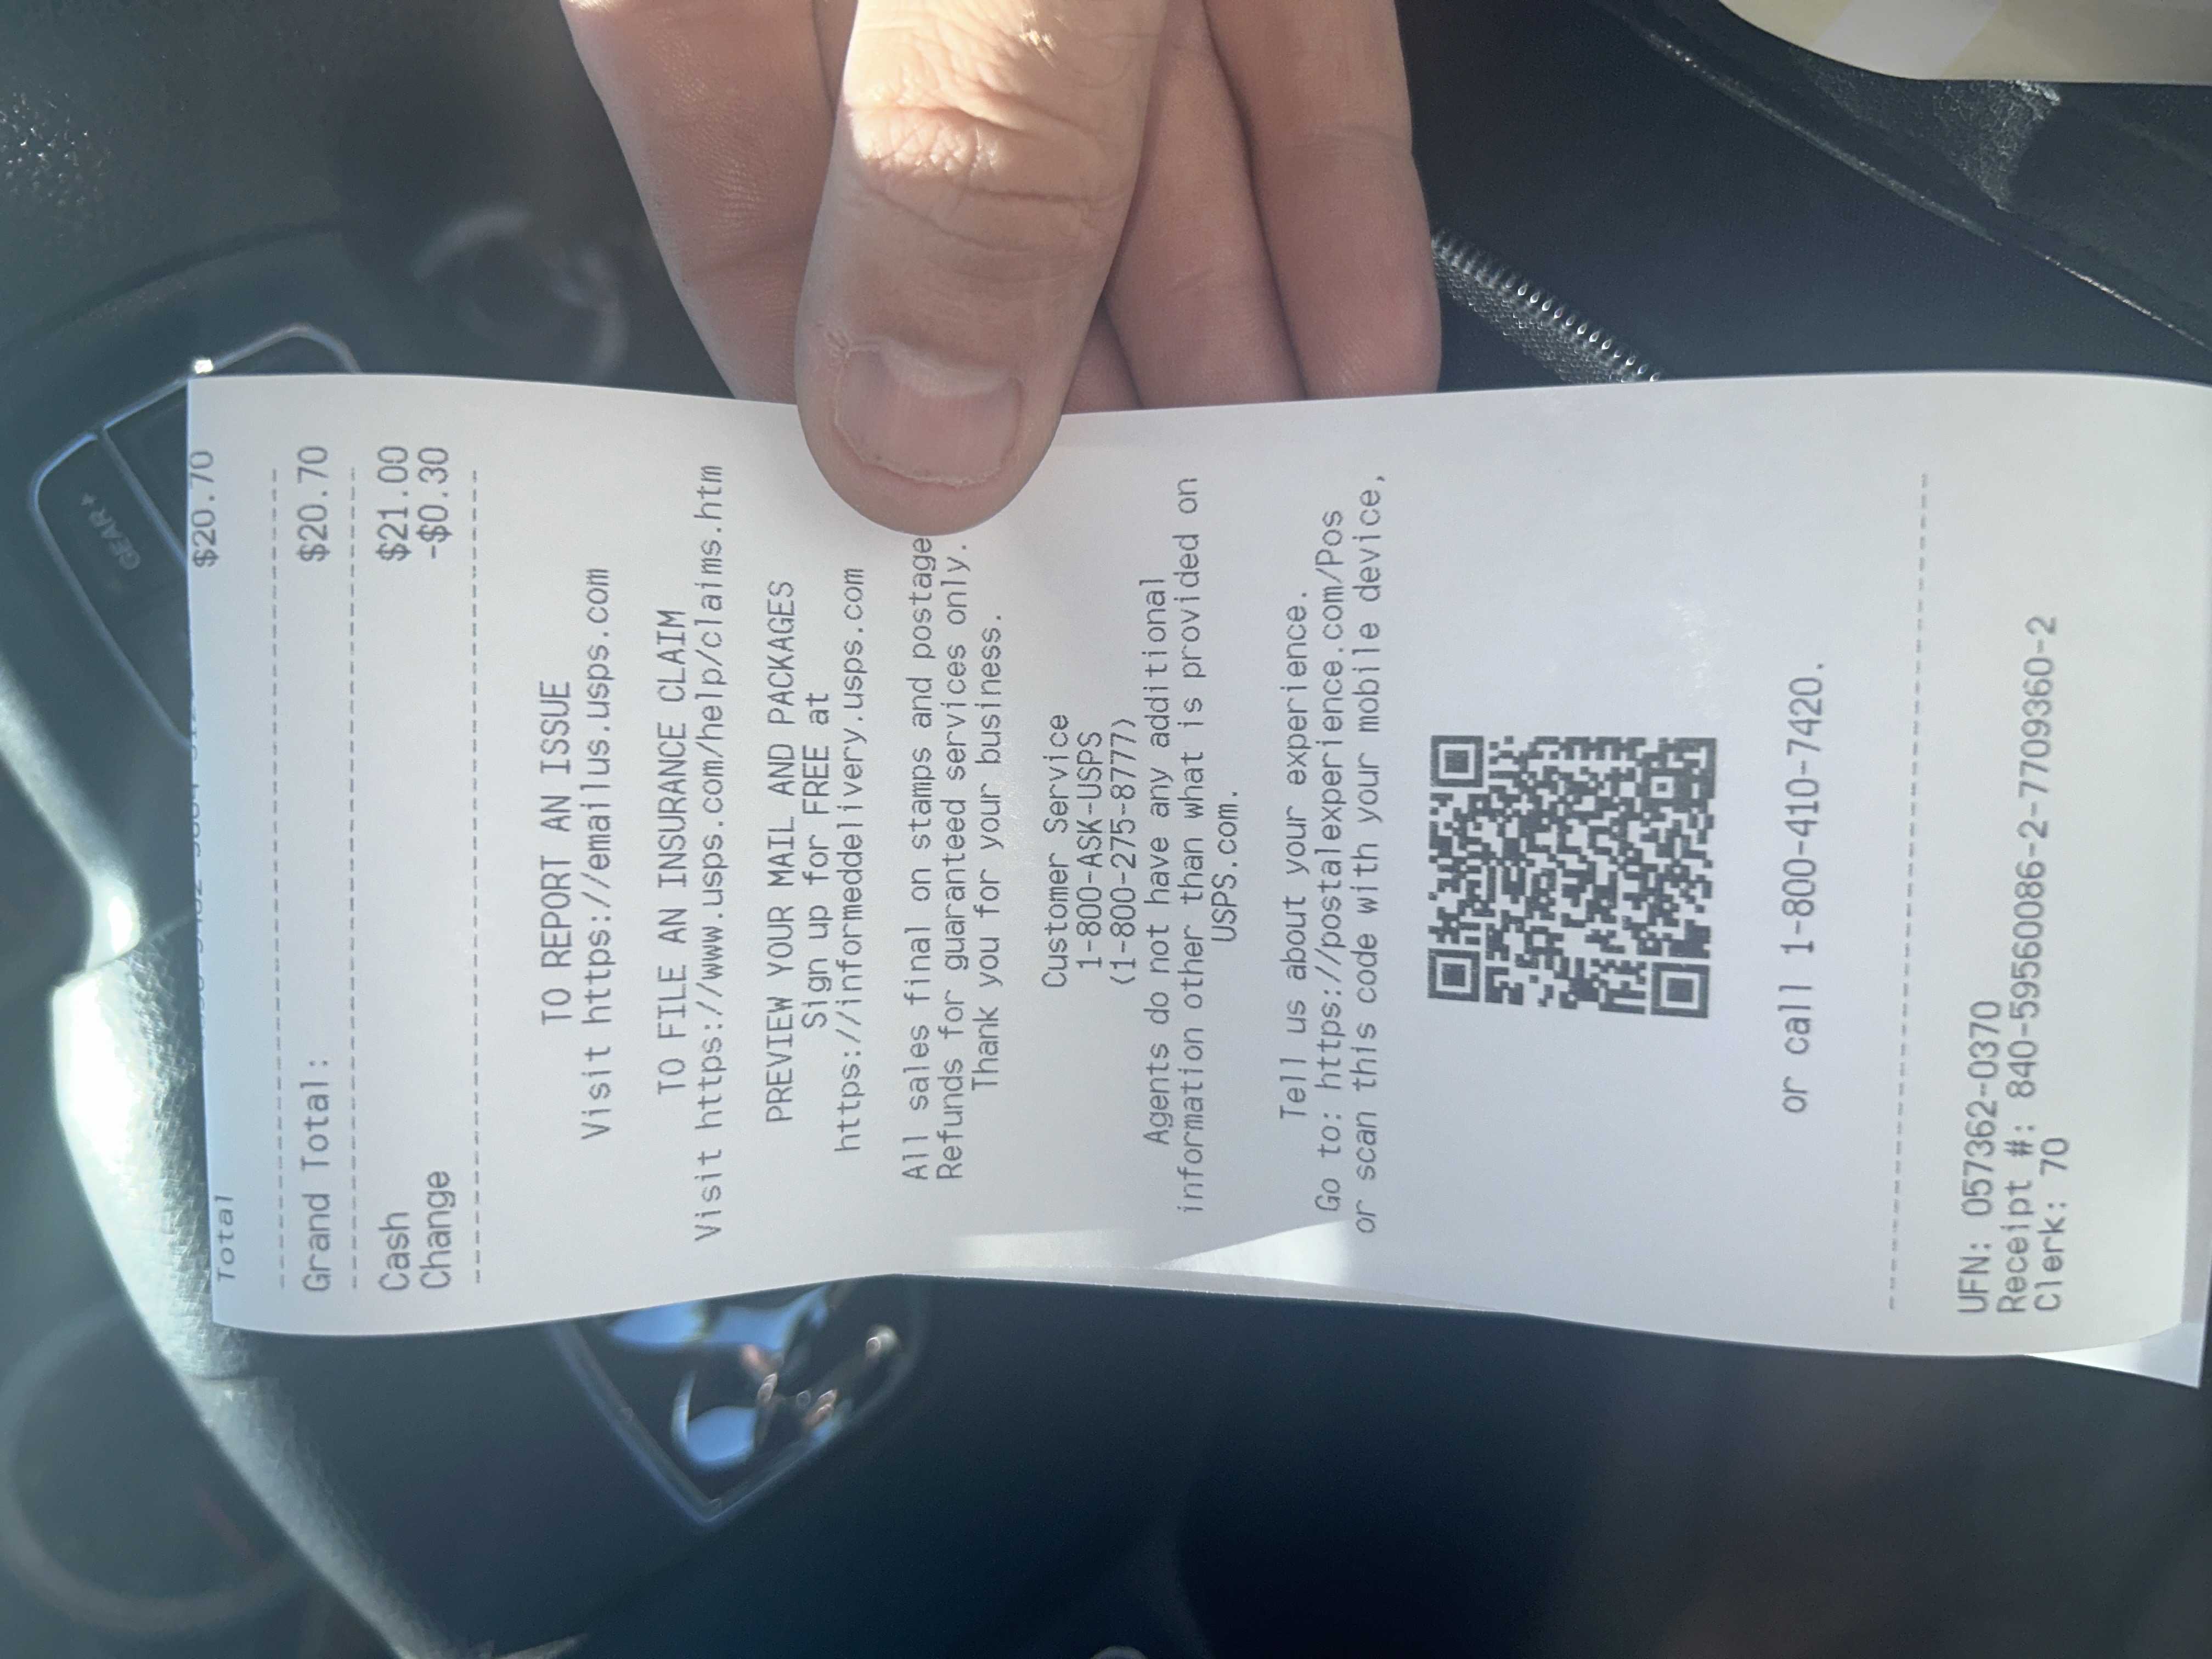 GEAR+
Total $20.70
--------------------------------
Grand Total: $20.70
--------------------------------
Cash $21.00
Change -$0.30
--------------------------------
TO REPORT AN ISSUE
Visit https://emailus.usps.com
TO FILE AN INSURANCE CLAIM
Visit https://www.usps.com/help/claims.htm
PREVIEW YOUR MAIL AND PACKAGES
Sign up for FREE at
https://informeddelivery.usps.com
All sales final on stamps and postage
Refunds for guaranteed services only.
Thank you for your business.
Customer Service
1-800-ASK-USPS
(1-800-275-8777)
Agents do not have any additional
information other than what is provided on
USPS.com.
Tell us about your experience.
Go to: https://postalexperience.com/Pos
or scan this code with your mobile device,
or call 1-800-410-7420.
--------------------------------
UFN: 057362-0370
Receipt #: 840-59560086-2-7709360-2
Clerk: 70